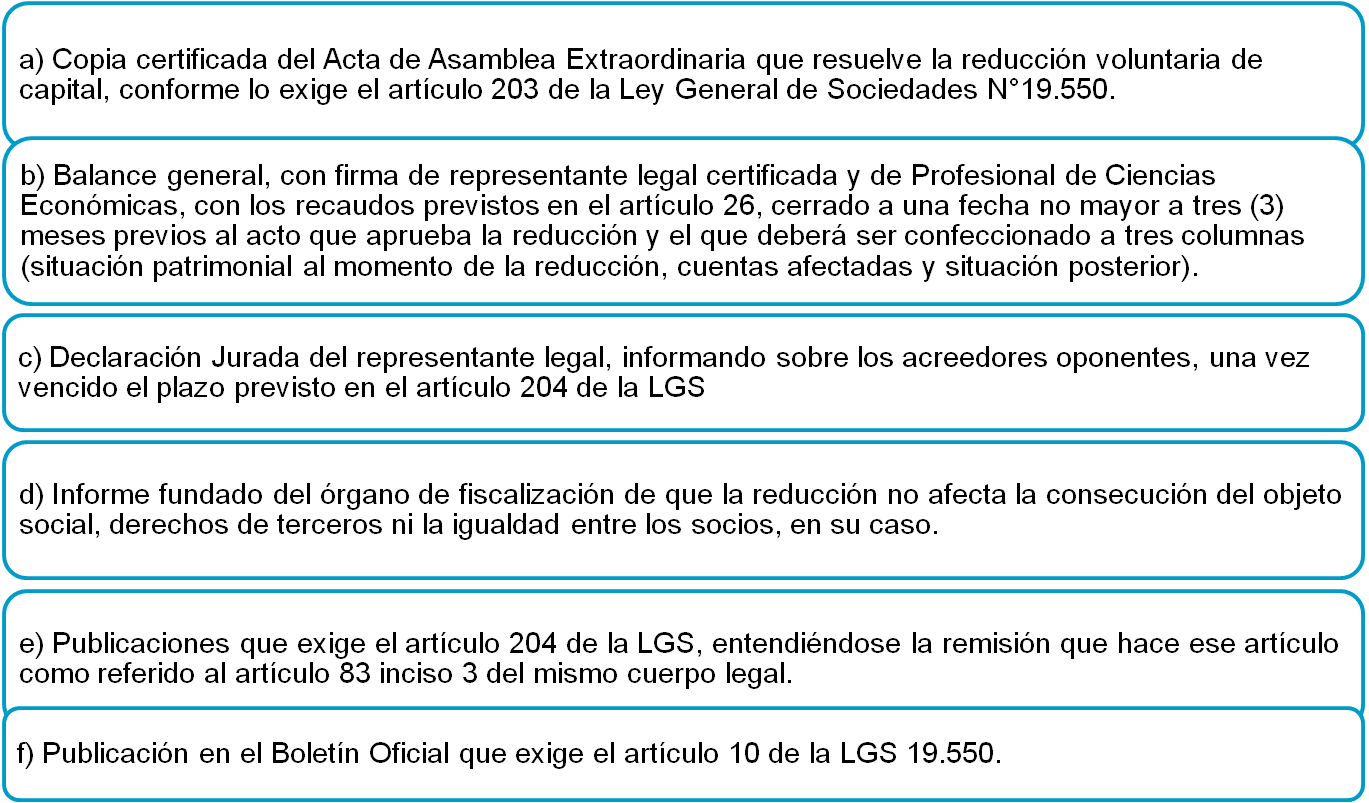 a) Copia certificada del Acta de Asamblea Extraordinaria que resuelve la reducción voluntaria de
capital, conforme lo exige el artículo 203 de la Ley General de Sociedades N°19.550.
b) Balance general, con firma de representante legal certificada y de Profesional de Ciencias
Económicas, con los recaudos previstos en el artículo 26, cerrado a una fecha no mayor a tres (3)
meses previos al acto que aprueba la reducción y el que deberá ser confeccionado a tres columnas
(situación patrimonial al momento de la reducción, cuentas afectadas y situación posterior).
c) Declaración Jurada del representante legal, informando sobre los acreedores oponentes, una vez
vencido el plazo previsto en el artículo 204 de la LGS
d) Informe fundado del órgano de fiscalización de que la reducción no afecta la consecución del objeto
social, derechos de terceros ni la igualdad entre los socios, en su caso.
e) Publicaciones que exige el artículo 204 de la LGS, entendiéndose la remisión que hace ese artículo
como referido al artículo 83 inciso 3 del mismo cuerpo legal.
f) Publicación en el Boletín Oficial que exige el artículo 10 de la LGS 19.550.